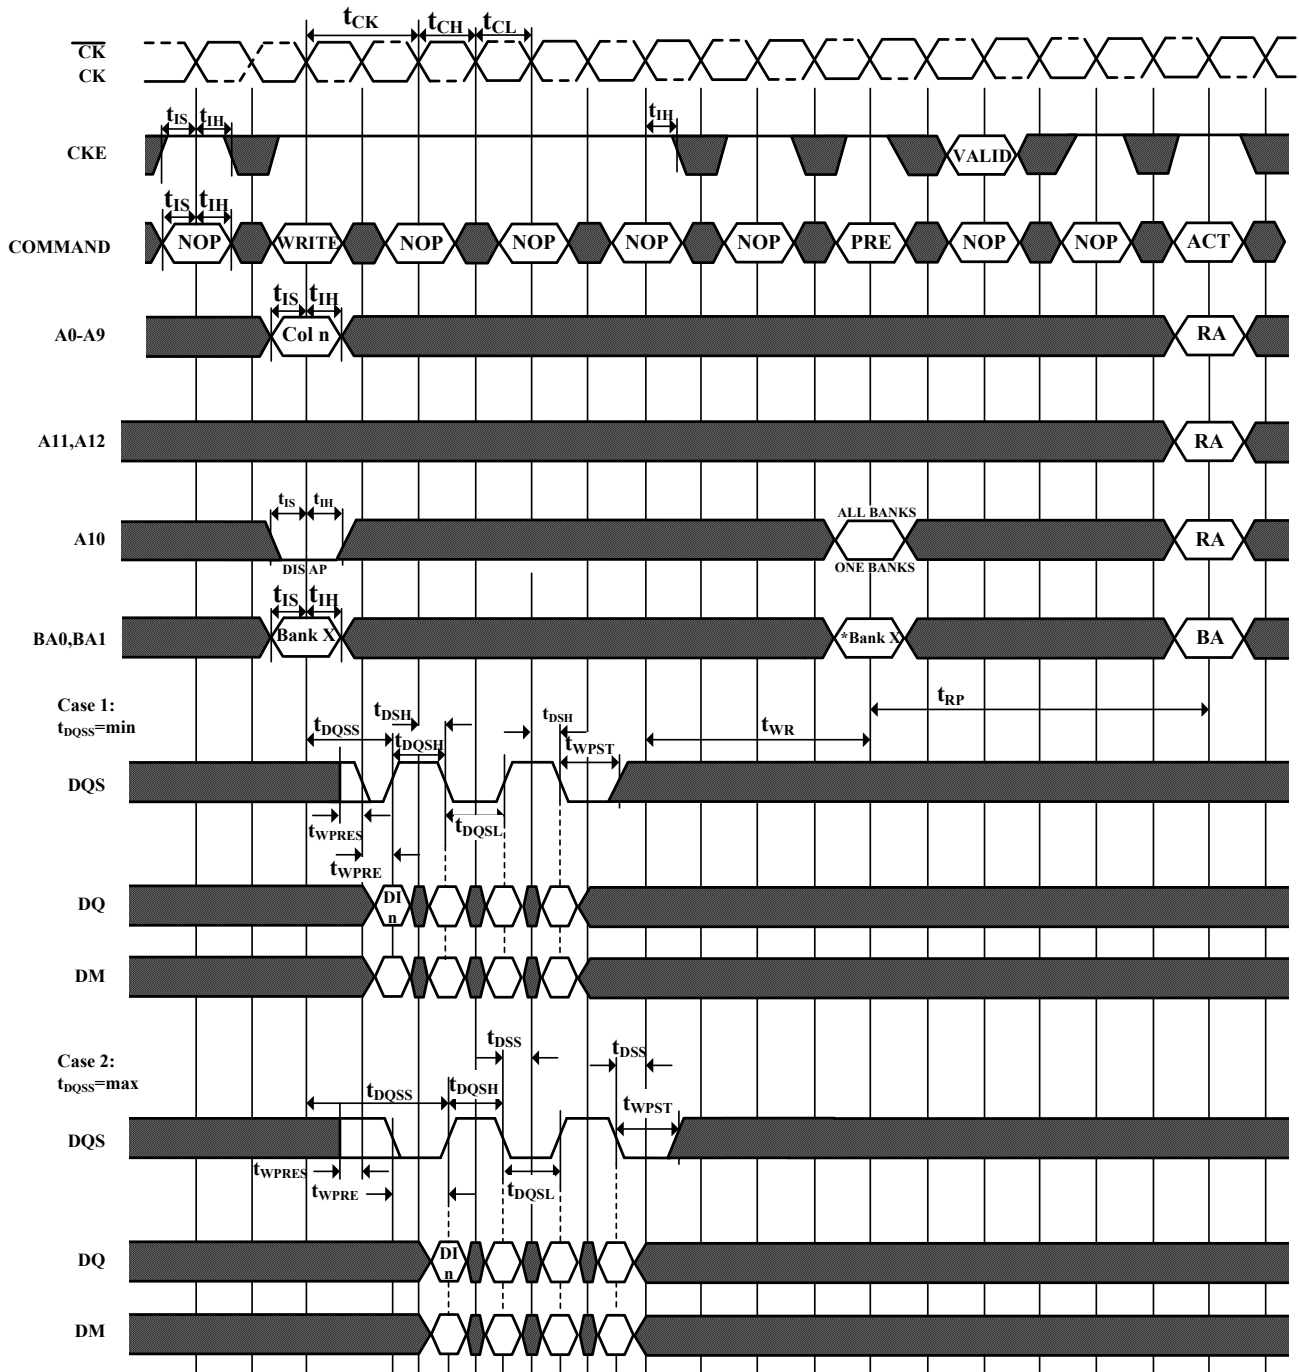 tCK tCH tCL
CK
CK
tIS tIH tIH
CKE VALID
tIS tIH
COMMAND NOP WRITE NOP NOP NOP NOP PRE NOP NOP ACT
tIS tIH
A0-A9 Col n RA
A11,A12 RA
tIS tIH ALL BANKS
A10 RA
DIS AP ONE BANKS
tIS tIH
BA0,BA1 Bank X *Bank X BA
Case 1:
tDQSS=min
tDQSS tDSH tDSH tWR tRP
tDQSH tWPST
DQS
tWPRES tDQSL
tWPRE
DQ DI n
DM
Case 2:
tDQSS=max
tDSS tDSS
tDQSS tDQSH tWPST
DQS
tWPRES tWPRE tDQSL
DQ DI n
DM